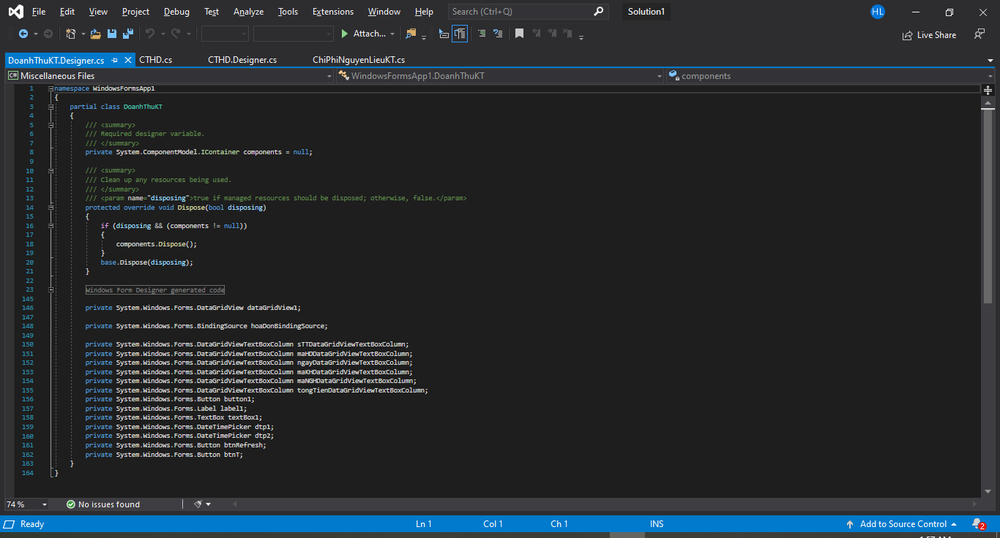 File Edit View Project Debug Test Analyze Tools Extensions Window Help Search (Ctrl+Q) Solution1 HL
Attach... Live Share
DoanhThuKT.Designer.cs CTHD.cs CTHD.Designer.cs ChiPhiNguyenLieuKT.cs
C# Miscellaneous Files WindowsFormsApp1.DoanhThuKT components
1 namespace WindowsFormsApp1
2 {
3 partial class DoanhThuKT
4 {
5 /// <summary>
6 /// Required designer variable.
7 /// </summary>
8 private System.ComponentModel.IContainer components = null;
9
10 /// <summary>
11 /// Clean up any resources being used.
12 /// </summary>
13 /// <param name="disposing">true if managed resources should be disposed; otherwise, false.</param>
14 protected override void Dispose(bool disposing)
15 {
16 if (disposing && (components != null))
17 {
18 components.Dispose();
19 }
20 base.Dispose(disposing);
21 }
22
23 Windows Form Designer generated code
145
146 private System.Windows.Forms.DataGridView dataGridView1;
147
148 private System.Windows.Forms.BindingSource hoaDonBindingSource;
149
150 private System.Windows.Forms.DataGridViewTextBoxColumn sTTDataGridViewTextBoxColumn;
151 private System.Windows.Forms.DataGridViewTextBoxColumn maHDDataGridViewTextBoxColumn;
152 private System.Windows.Forms.DataGridViewTextBoxColumn ngayDataGridViewTextBoxColumn;
153 private System.Windows.Forms.DataGridViewTextBoxColumn maKHDataGridViewTextBoxColumn;
154 private System.Windows.Forms.DataGridViewTextBoxColumn maNGHDataGridViewTextBoxColumn;
155 private System.Windows.Forms.DataGridViewTextBoxColumn tongTienDataGridViewTextBoxColumn;
156 private System.Windows.Forms.Button button1;
157 private System.Windows.Forms.Label label1;
158 private System.Windows.Forms.TextBox textBox1;
159 private System.Windows.Forms.DateTimePicker dtp1;
160 private System.Windows.Forms.DateTimePicker dtp2;
161 private System.Windows.Forms.Button btnRefresh;
162 private System.Windows.Forms.Button btnT;
163 }
164 }
74 % No issues found
Ready Ln 1 Col 1 Ch 1 INS Add to Source Control 2